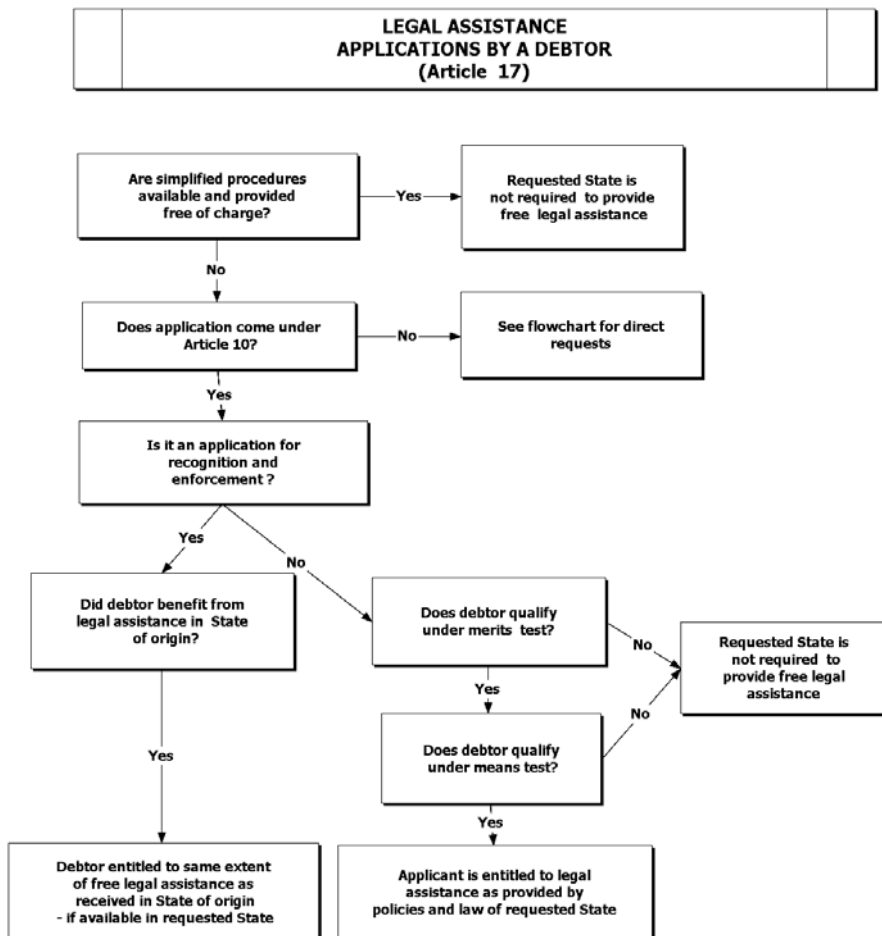 LEGAL ASSISTANCE
APPLICATIONS BY A DEBTOR
(Article 17)
Are simplified procedures
available and provided
free of charge?
Yes
Requested State is
not required to provide
free legal assistance
No
Does application come under
Article 10?
No
See flowchart for direct
requests
Yes
Is it an application for
recognition and
enforcement ?
Yes
No
Did debtor benefit from
legal assistance in State
of origin?
Does debtor qualify
under merits test?
No
Requested State is
not required to
provide free legal
assistance
Yes
No
Yes
Does debtor qualify
under means test?
Yes
Debtor entitled to same extent
of free legal assistance as
received in State of origin
- if available in requested State
Applicant is entitled to legal
assistance as provided by
policies and law of requested State